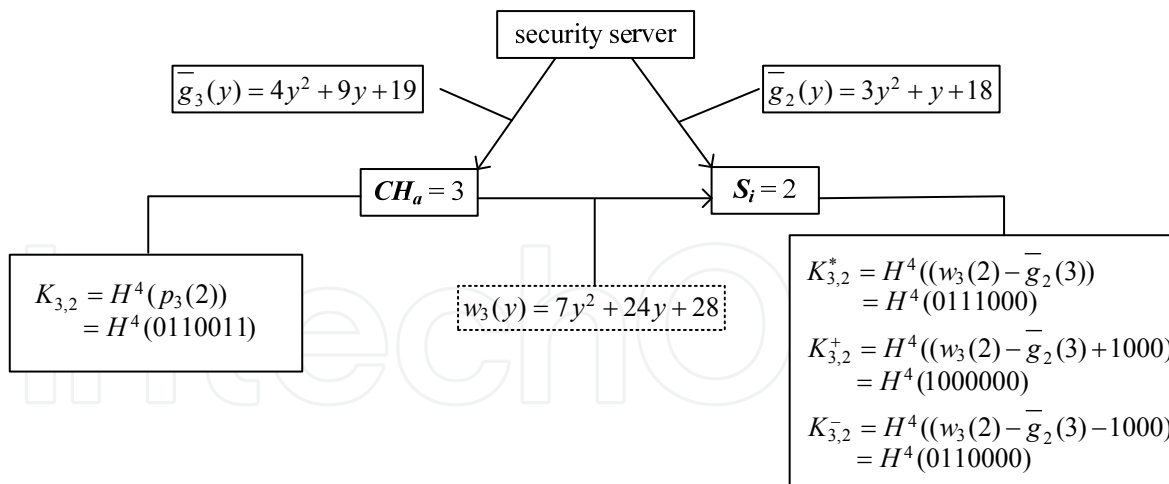 security server
g̅₃(y) = 4y² + 9y + 19
g̅₂(y) = 3y² + y + 18
CHₐ = 3
Sᵢ = 2
K₃,₂ = H⁴(p₃(2))
= H⁴(0110011)
w₃(y) = 7y² + 24y + 28
K*₃,₂ = H⁴((w₃(2) − g̅₂(3))
= H⁴(0111000)
K⁺₃,₂ = H⁴((w₃(2) − g̅₂(3) + 1000)
= H⁴(1000000)
K⁻₃,₂ = H⁴((w₃(2) − g̅₂(3) − 1000)
= H⁴(0110000)